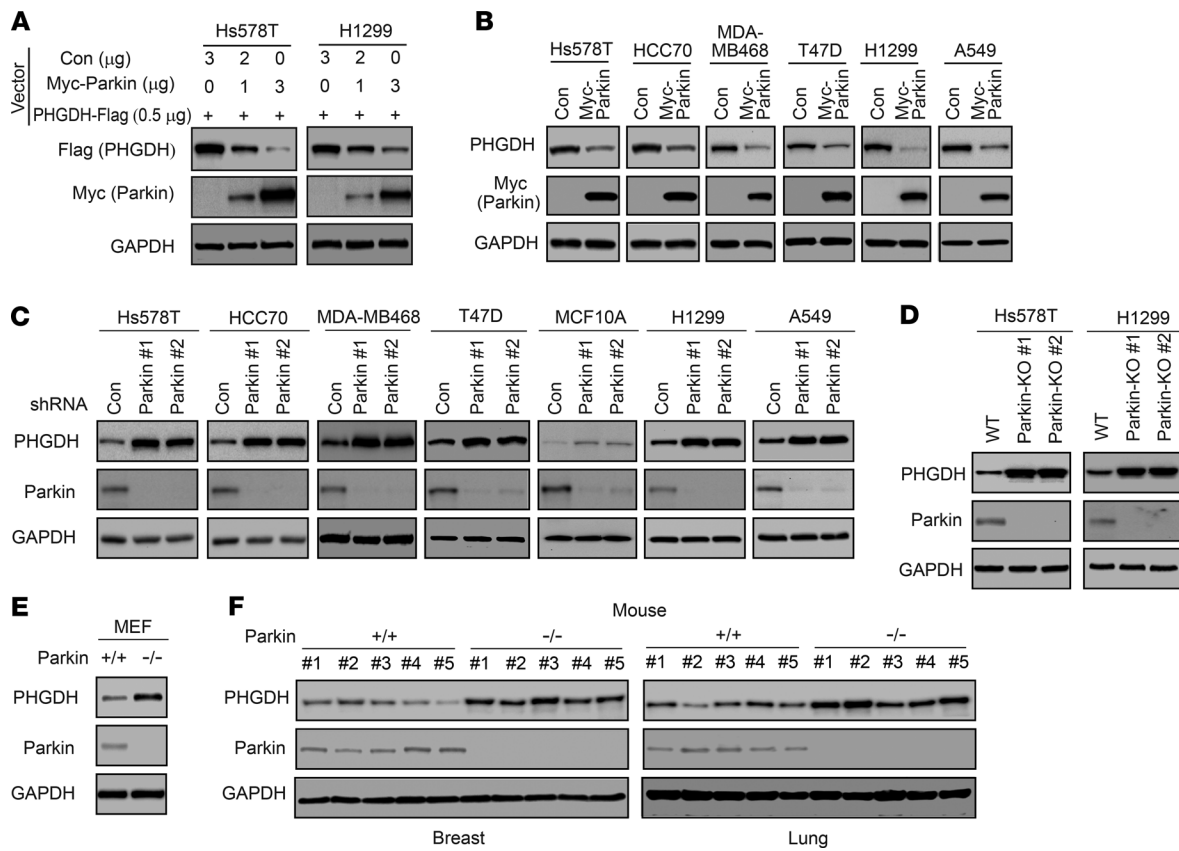 A
Hs578T H1299
Vector
Con (µg) 3 2 0 3 2 0
Myc-Parkin (µg) 0 1 3 0 1 3
PHGDH-Flag (0.5 µg) + + + + + +
Flag (PHGDH)
Myc (Parkin)
GAPDH
B
Hs578T HCC70 MDA-MB468 T47D H1299 A549
Con Myc-Parkin Con Myc-Parkin Con Myc-Parkin Con Myc-Parkin Con Myc-Parkin Con Myc-Parkin
PHGDH
Myc
(Parkin)
GAPDH
C
Hs578T HCC70 MDA-MB468 T47D MCF10A H1299 A549
shRNA Con Parkin #1 Parkin #2 Con Parkin #1 Parkin #2 Con Parkin #1 Parkin #2 Con Parkin #1 Parkin #2 Con Parkin #1 Parkin #2 Con Parkin #1 Parkin #2 Con Parkin #1 Parkin #2
PHGDH
Parkin
GAPDH
D
Hs578T H1299
WT Parkin-KO #1 Parkin-KO #2 WT Parkin-KO #1 Parkin-KO #2
PHGDH
Parkin
GAPDH
E
MEF
Parkin +/+ -/-
PHGDH
Parkin
GAPDH
F
Mouse
Parkin +/+ -/- +/+ -/-
#1 #2 #3 #4 #5 #1 #2 #3 #4 #5 #1 #2 #3 #4 #5 #1 #2 #3 #4 #5
PHGDH
Parkin
GAPDH
Breast Lung